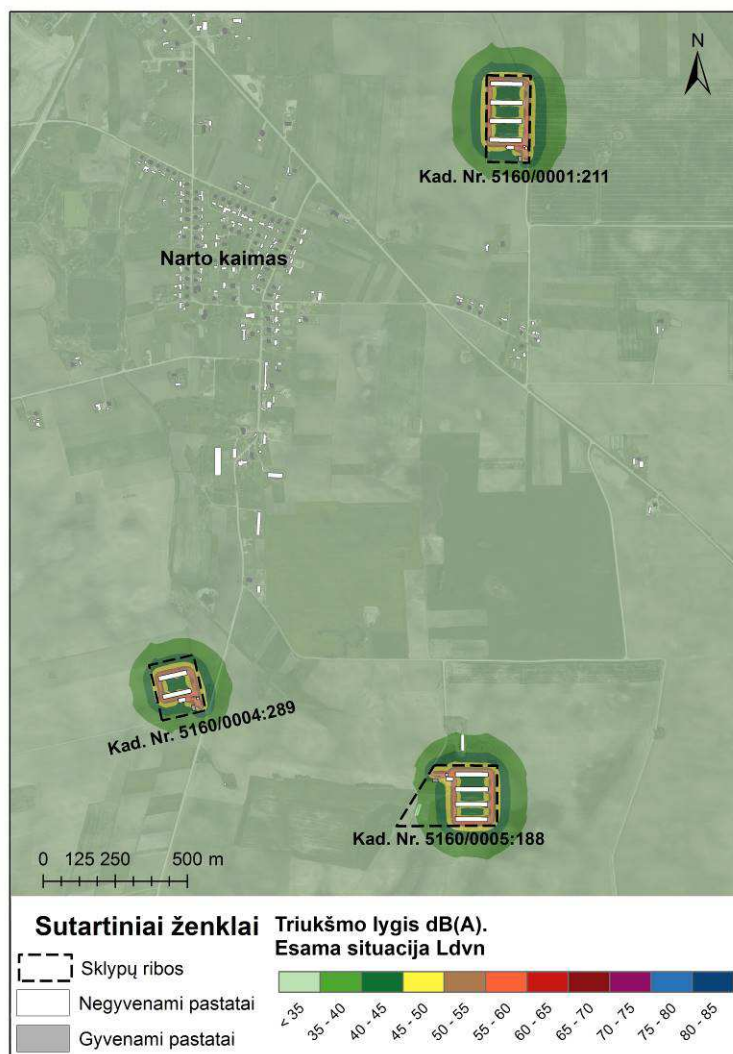 N
Kad. Nr. 5160/0001:211
Narto kaimas
Kad. Nr. 5160/0004:289
Kad. Nr. 5160/0005:188
0 125 250 500 m
Sutartiniai ženklai
Sklypų ribos
Negyvenami pastatai
Gyvenami pastatai
Triukšmo lygis dB(A).
Esama situacija Ldvn
< 35
35 - 40
40 - 45
45 - 50
50 - 55
55 - 60
60 - 65
65 - 70
70 - 75
75 - 80
80 - 85